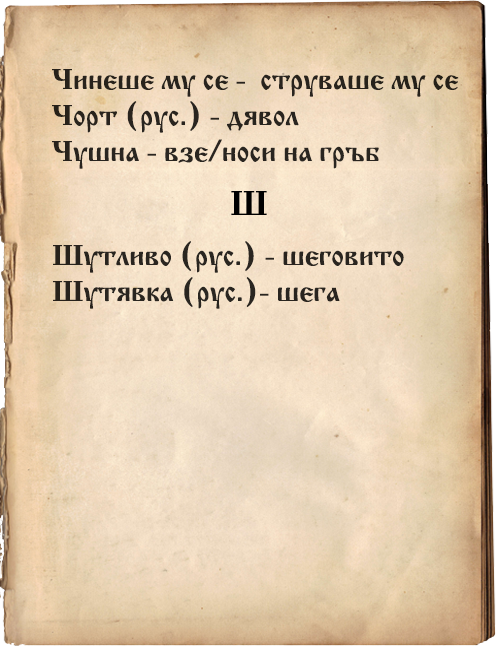 Чинеше му се - струваше му се
Чорт (рус.) - дявол
Чушна - взе/носи на гръб
Ш
Шутливо (рус.) - шеговито
Шутявка (рус.)- шега